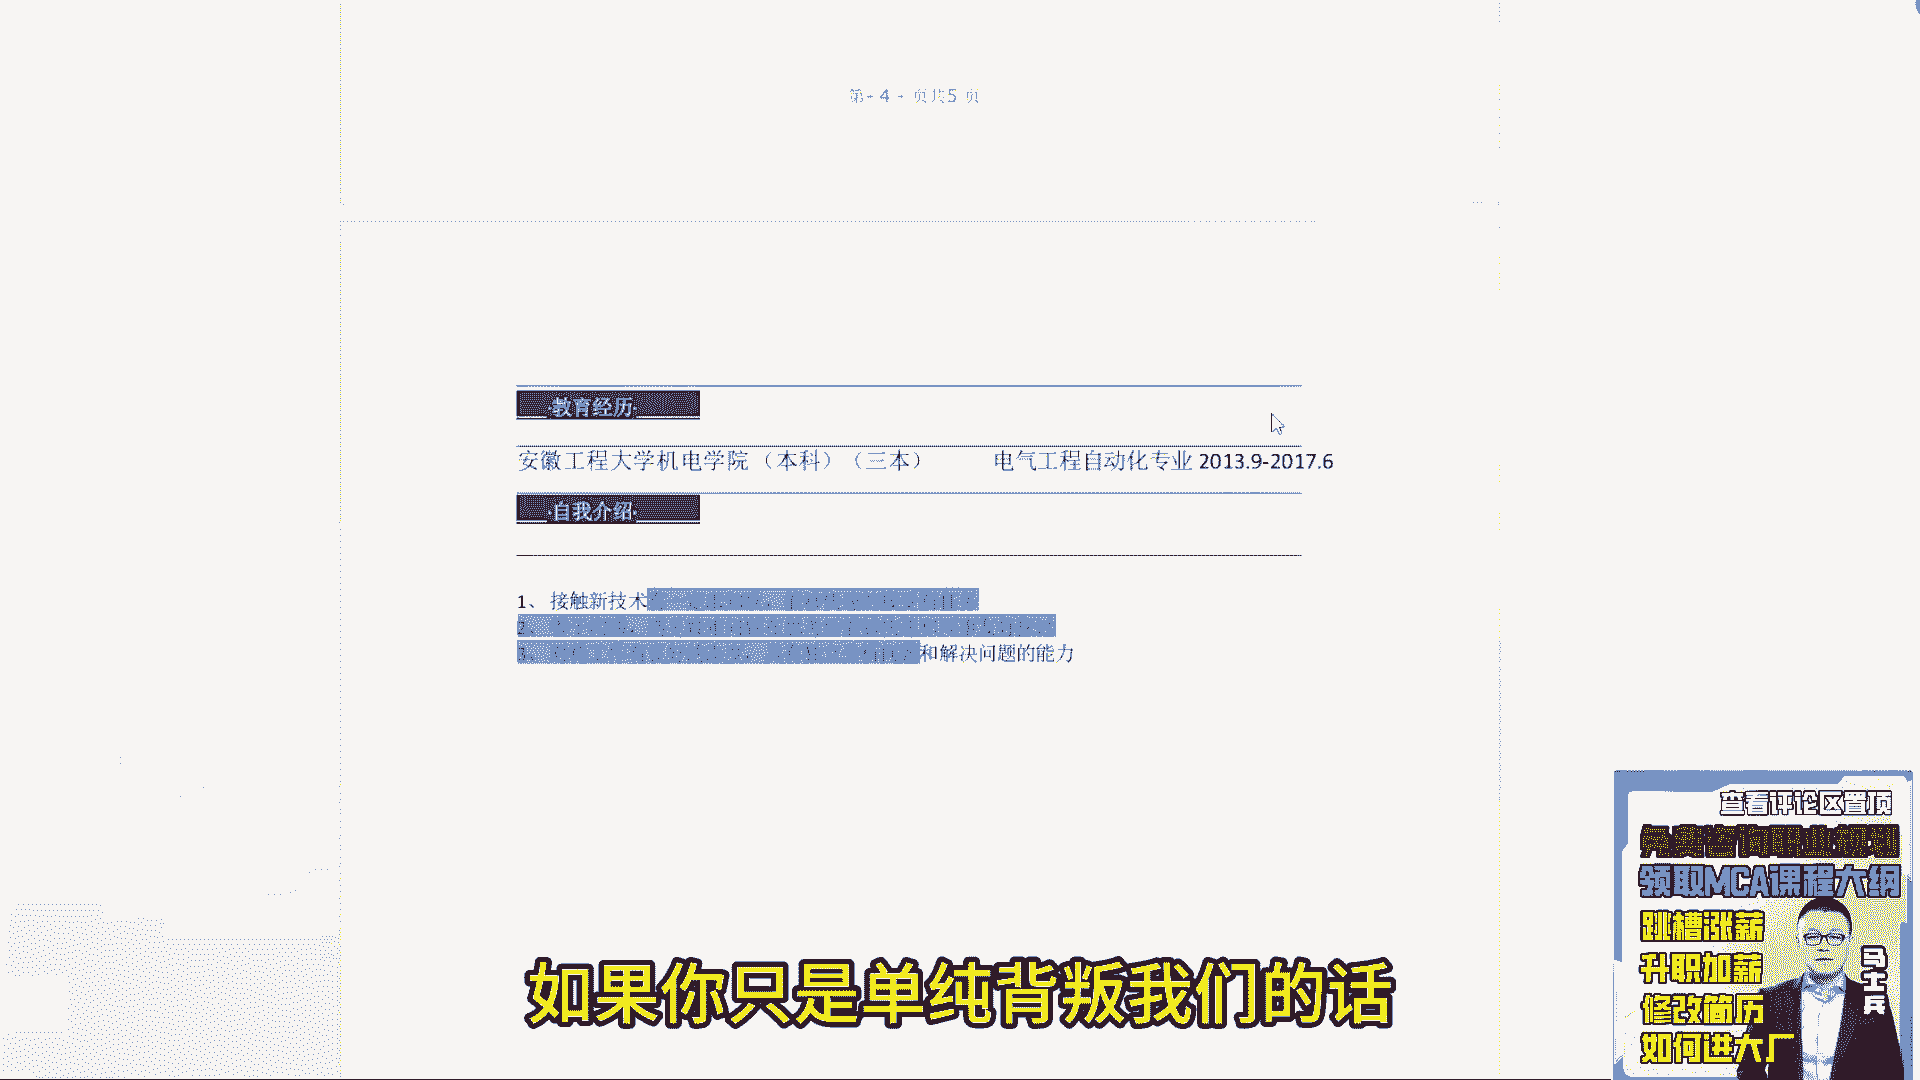 第 4 页共5 页
教育经历
安徽工程大学机电学院（本科）（三本） 电气工程自动化专业 2013.9-2017.6
自我介绍
1、 接触新技术
2、
3、 和解决问题的能力
查看评论区置顶
免费咨询职业规划
领取MCA课程大纲
跳槽涨薪
升职加薪
修改简历
如何进大厂
马士兵
如果你只是单纯背叛我们的话